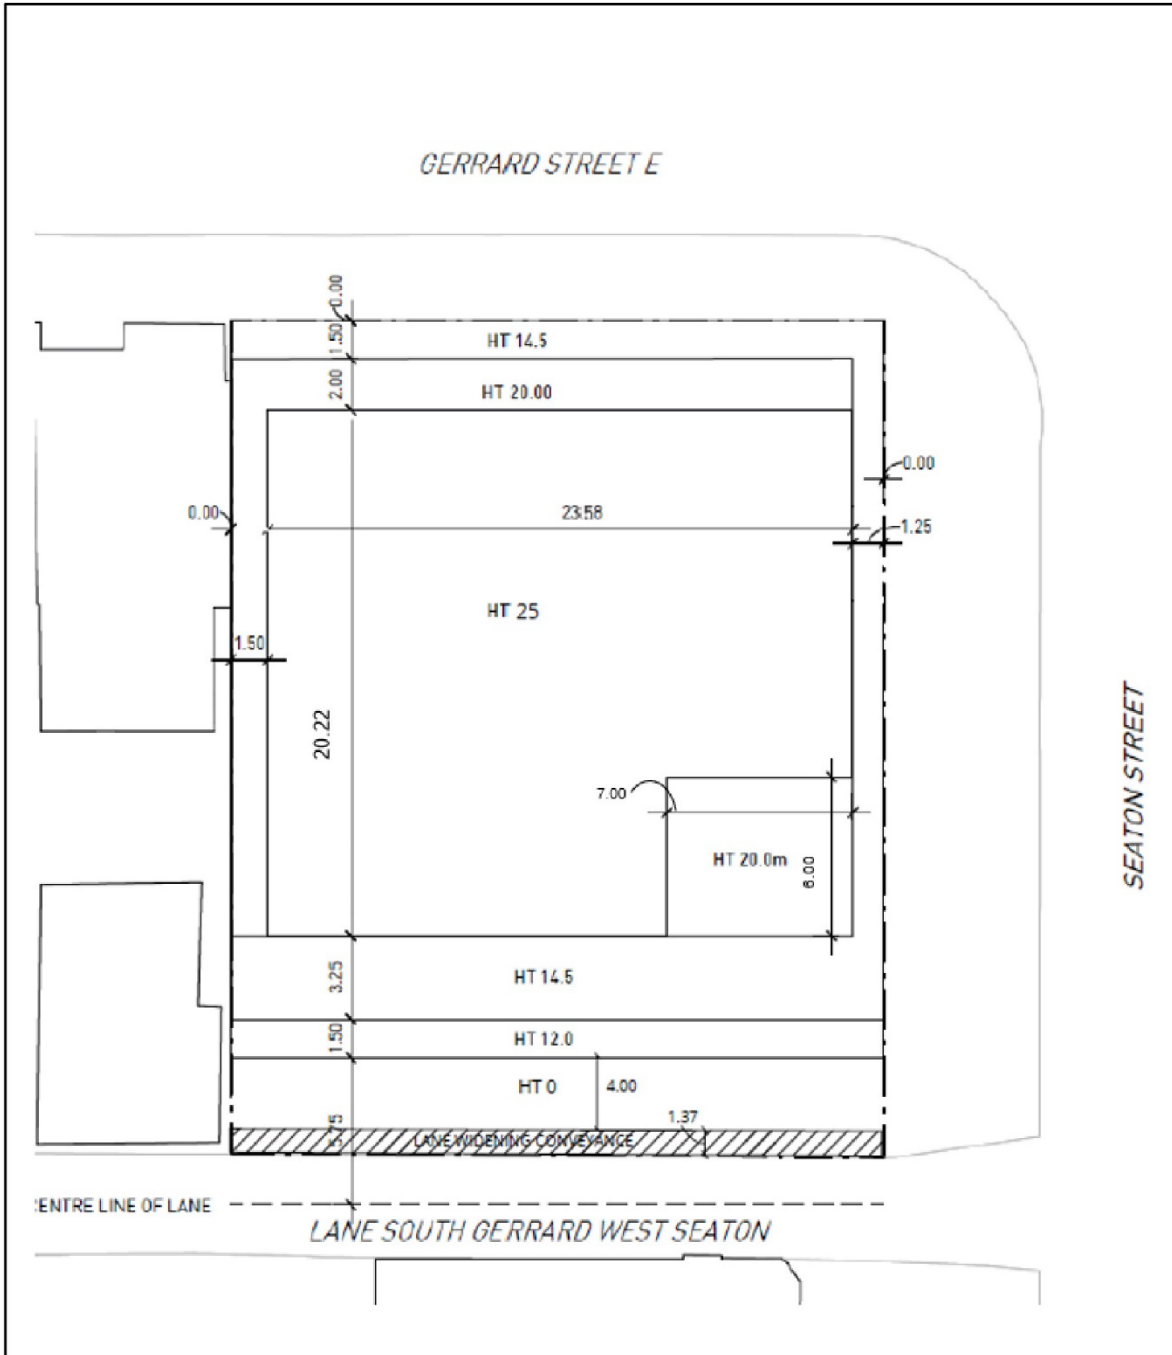 GERRARD STREET E
0.00
1.50
HT 14.5
2.00
HT 20.00
0.00
0.00
23.58
1.25
HT 25
1.50
20.22
SEATON STREET
7.00
HT 20.0m
6.00
3.25
HT 14.5
1.50
HT 12.0
HT 0
4.00
1.37
LANE WIDENING CONVEYANCE
ENTRE LINE OF LANE
LANE SOUTH GERRARD WEST SEATON